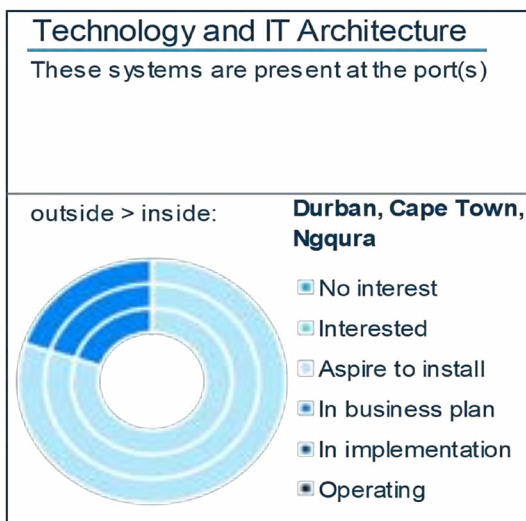 Technology and IT Architecture
These systems are present at the port(s)
outside > inside:
Durban, Cape Town,
Ngqura
No interest
Interested
Aspire to install
In business plan
In implementation
Operating